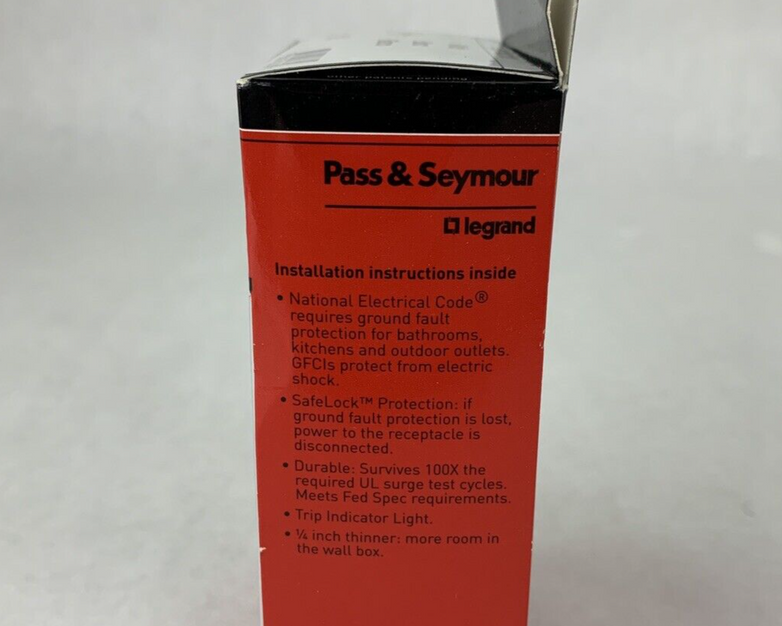 other patents pending
Pass & Seymour
legrand
Installation instructions inside
• National Electrical Code®
requires ground fault
protection for bathrooms,
kitchens and outdoor outlets.
GFCIs protect from electric
shock.
• SafeLock™ Protection: if
ground fault protection is lost,
power to the receptacle is
disconnected.
• Durable: Survives 100X the
required UL surge test cycles.
Meets Fed Spec requirements.
• Trip Indicator Light.
• ¼ inch thinner: more room in
the wall box.